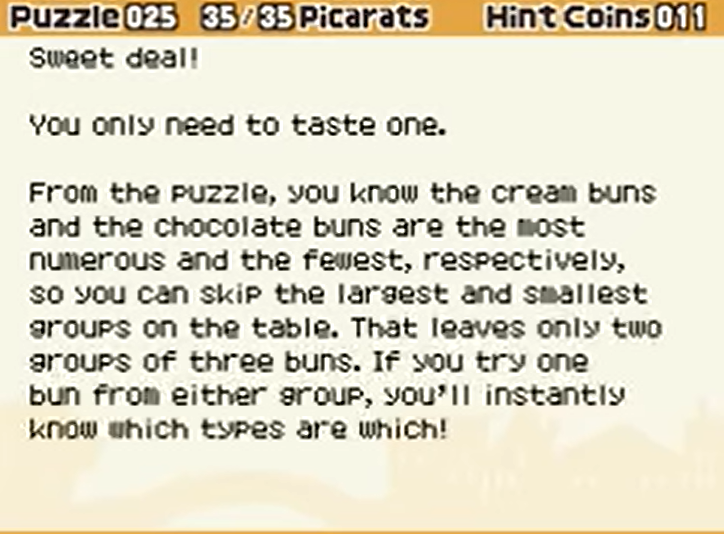 Puzzle 025 35/35 Picarats Hint Coins 011
Sweet deal!
You only need to taste one.
From the puzzle, you know the cream buns
and the chocolate buns are the most
numerous and the fewest, respectively,
so you can skip the largest and smallest
groups on the table. That leaves only two
groups of three buns. If you try one
bun from either group, you'll instantly
know which types are which!